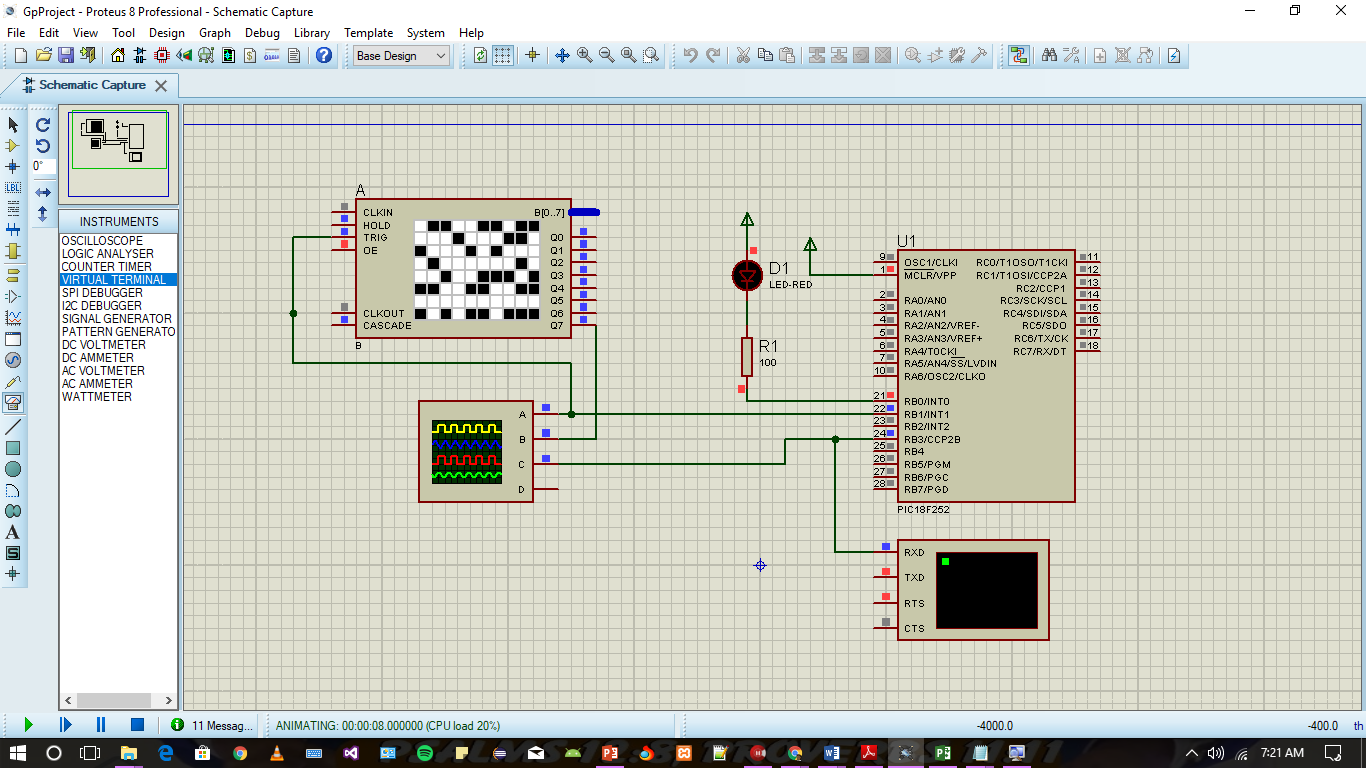 GpProject - Proteus 8 Professional - Schematic Capture
File Edit View Tool Design Graph Debug Library Template System Help
Base Design
Schematic Capture
0°
LBL
INSTRUMENTS
OSCILLOSCOPE
LOGIC ANALYSER
COUNTER TIMER
VIRTUAL TERMINAL
SPI DEBUGGER
I2C DEBUGGER
SIGNAL GENERATOR
PATTERN GENERATO
DC VOLTMETER
DC AMMETER
AC VOLTMETER
AC AMMETER
WATTMETER
A
S
A
CLKIN
HOLD
TRIG
OE
CLKOUT
CASCADE
B[0..7]
Q0
Q1
Q2
Q3
Q4
Q5
Q6
Q7
B
A
B
C
D
D1
LED-RED
R1
100
U1
9 OSC1/CLKI
1 MCLR/VPP
2 RA0/AN0
3 RA1/AN1
4 RA2/AN2/VREF-
5 RA3/AN3/VREF+
6 RA4/T0CKI
7 RA5/AN4/SS/LVDIN
10 RA6/OSC2/CLKO
21 RB0/INT0
22 RB1/INT1
23 RB2/INT2
24 RB3/CCP2B
25 RB4
26 RB5/PGM
27 RB6/PGC
28 RB7/PGD
RC0/T1OSO/T1CKI 11
RC1/T1OSI/CCP2A 12
RC2/CCP1 13
RC3/SCK/SCL 14
RC4/SDI/SDA 15
RC5/SDO 16
RC6/TX/CK 17
RC7/RX/DT 18
PIC18F252
RXD
TXD
RTS
CTS
11 Messag...
ANIMATING: 00:00:08.000000 (CPU load 20%)
-4000.0
-400.0 th
7:21 AM